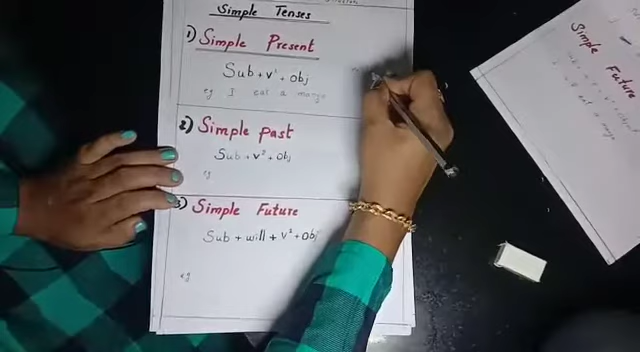 Simple Tenses
1) Simple Present
Sub + v¹ + obj
eg I eat a mango
2) Simple past
Sub + v² + obj
eg
3) Simple Future
Sub + will + v¹ + obj
eg
Simple Future